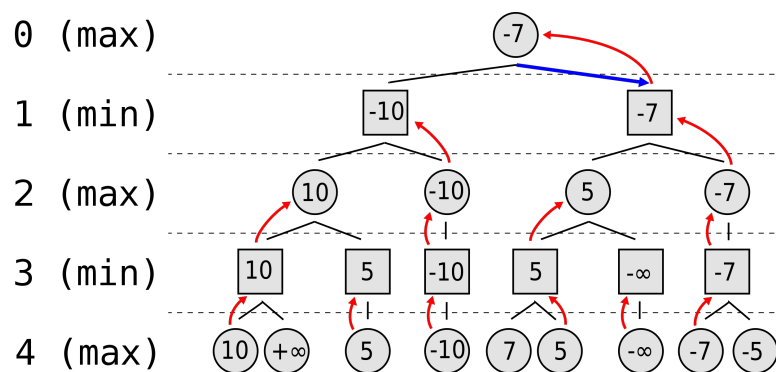 0 (max) -7
1 (min) -10 -7
2 (max) 10 -10 5 -7
3 (min) 10 5 -10 5 -∞ -7
4 (max) 10 +∞ 5 -10 7 5 -∞ -7 -5